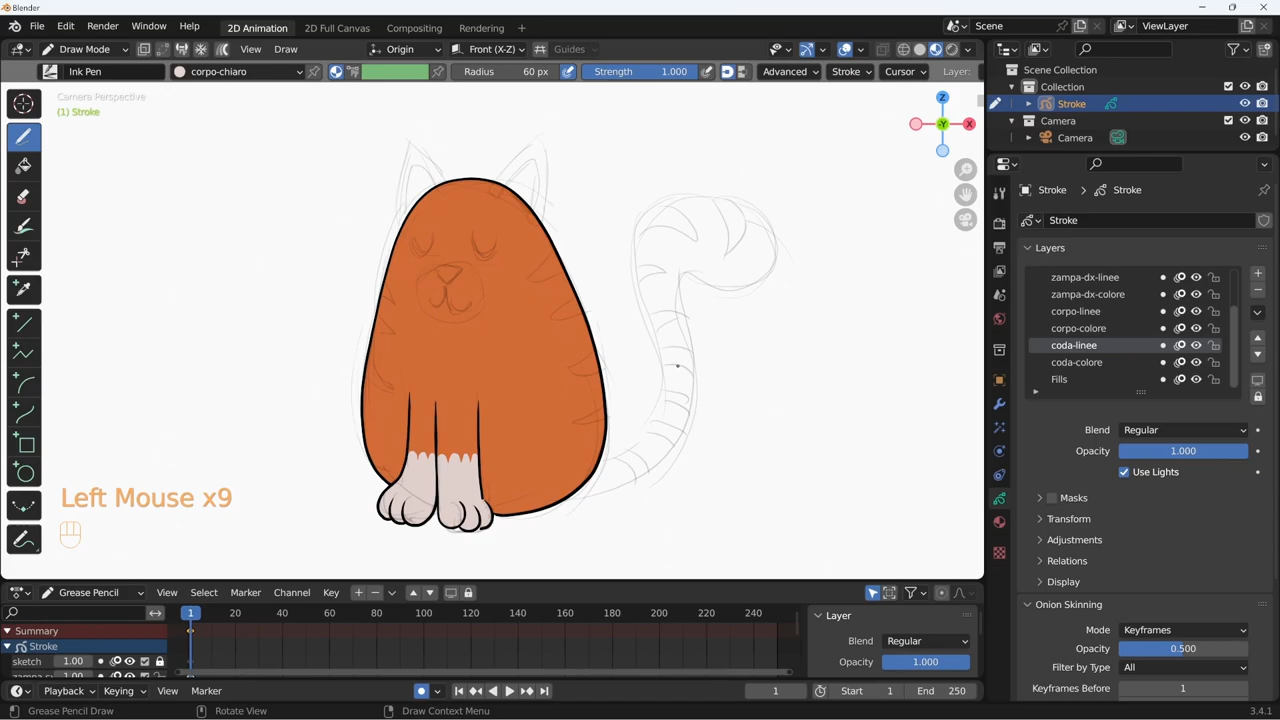 Blender
File Edit Render Window Help 2D Animation 2D Full Canvas Compositing Rendering Scene ViewLayer
Draw Mode View Draw Origin Front (X-Z) Guides
Ink Pen corpo-chiaro Radius 60 px Strength 1.000 Advanced Stroke Cursor Layer:
Camera Perspective
(1) Stroke
Z
-Y X
Left Mouse x9
Scene Collection
Collection
Stroke
Camera
Camera
Stroke Stroke
Stroke
Layers
zampa-dx-linee
zampa-dx-colore
corpo-linee
corpo-colore
coda-linee
coda-colore
Fills
Blend Regular
Opacity 1.000
Use Lights
Masks
Transform
Adjustments
Relations
Display
Onion Skinning
Mode Keyframes
Opacity 0.500
Filter by Type All
Keyframes Before 1
Grease Pencil View Select Marker Channel Key
1 20 40 60 80 100 120 140 160 180 200 220 240
Summary
Stroke
sketch 1.00
Layer
Blend Regular
Opacity 1.000
Playback Keying View Marker 1 Start 1 End 250
Grease Pencil Draw Rotate View Draw Context Menu 3.4.1